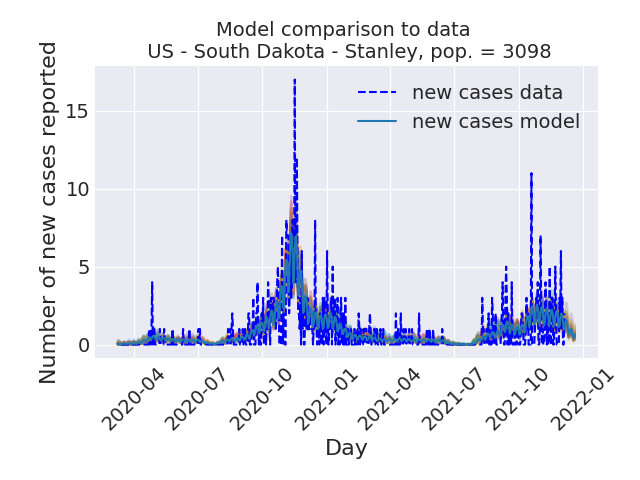 Model comparison to data
US - South Dakota - Stanley, pop. = 3098
new cases data
new cases model
Number of new cases reported
15
10
5
0
2020-04
2020-07
2020-10
2021-01
2021-04
2021-07
2021-10
2022-01
Day